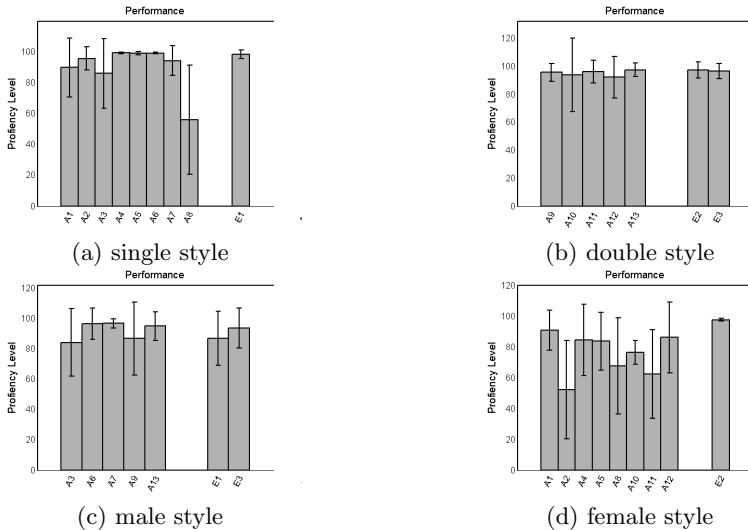 Performance
Profiency Level
100
80
60
40
20
0
A1 A2 A3 A4 A5 A6 A7 A8 E1
(a) single style
Performance
Profiency Level
120
100
80
60
40
20
0
A9 A10 A11 A12 A13 E2 E3
(b) double style
Performance
Profiency Level
120
100
80
60
40
20
0
A3 A6 A7 A9 A13 E1 E3
(c) male style
Performance
Profiency Level
120
100
80
60
40
20
0
A1 A2 A4 A5 A8 A10 A11 A12 E2
(d) female style